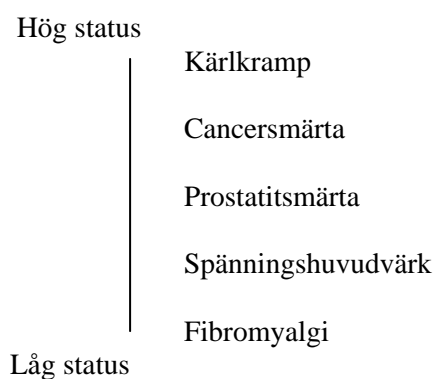 Hög status
Kärlkramp
Cancersmärta
Prostatitsmärta
Spänningshuvudvärk
Fibromyalgi
Låg status